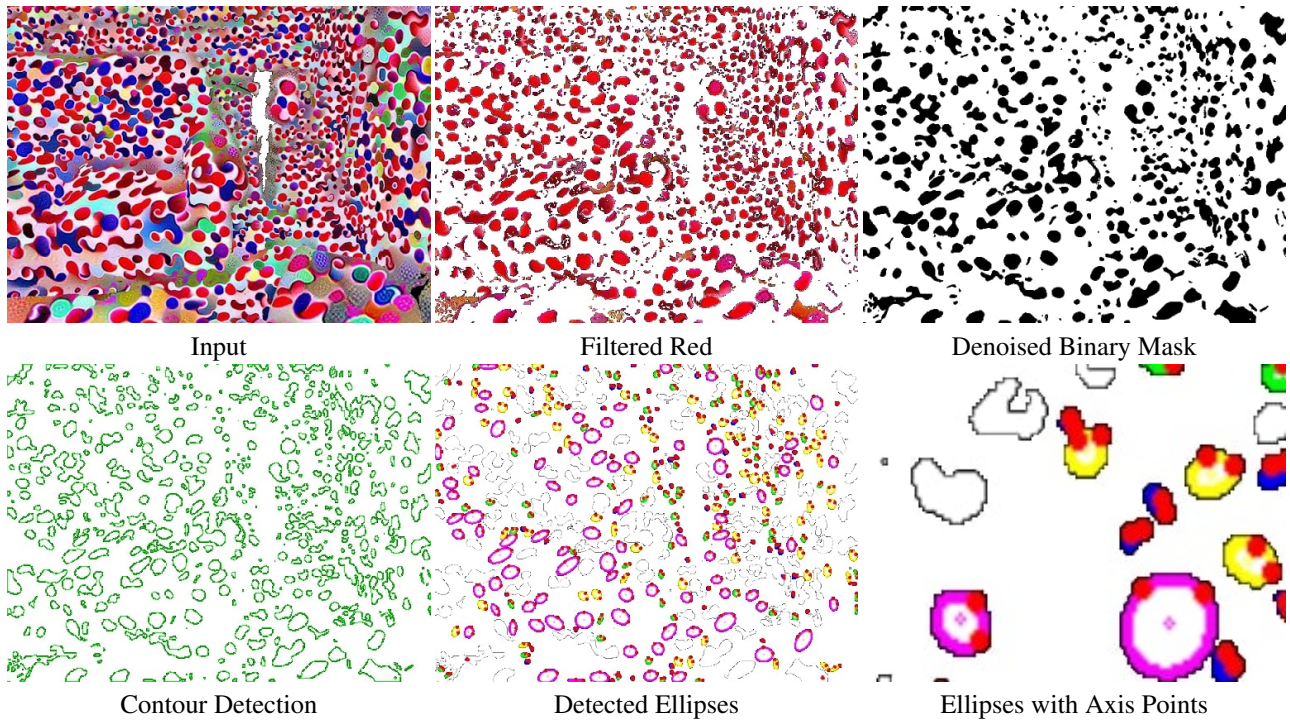 Input
Filtered Red
Denoised Binary Mask
Contour Detection
Detected Ellipses
Ellipses with Axis Points